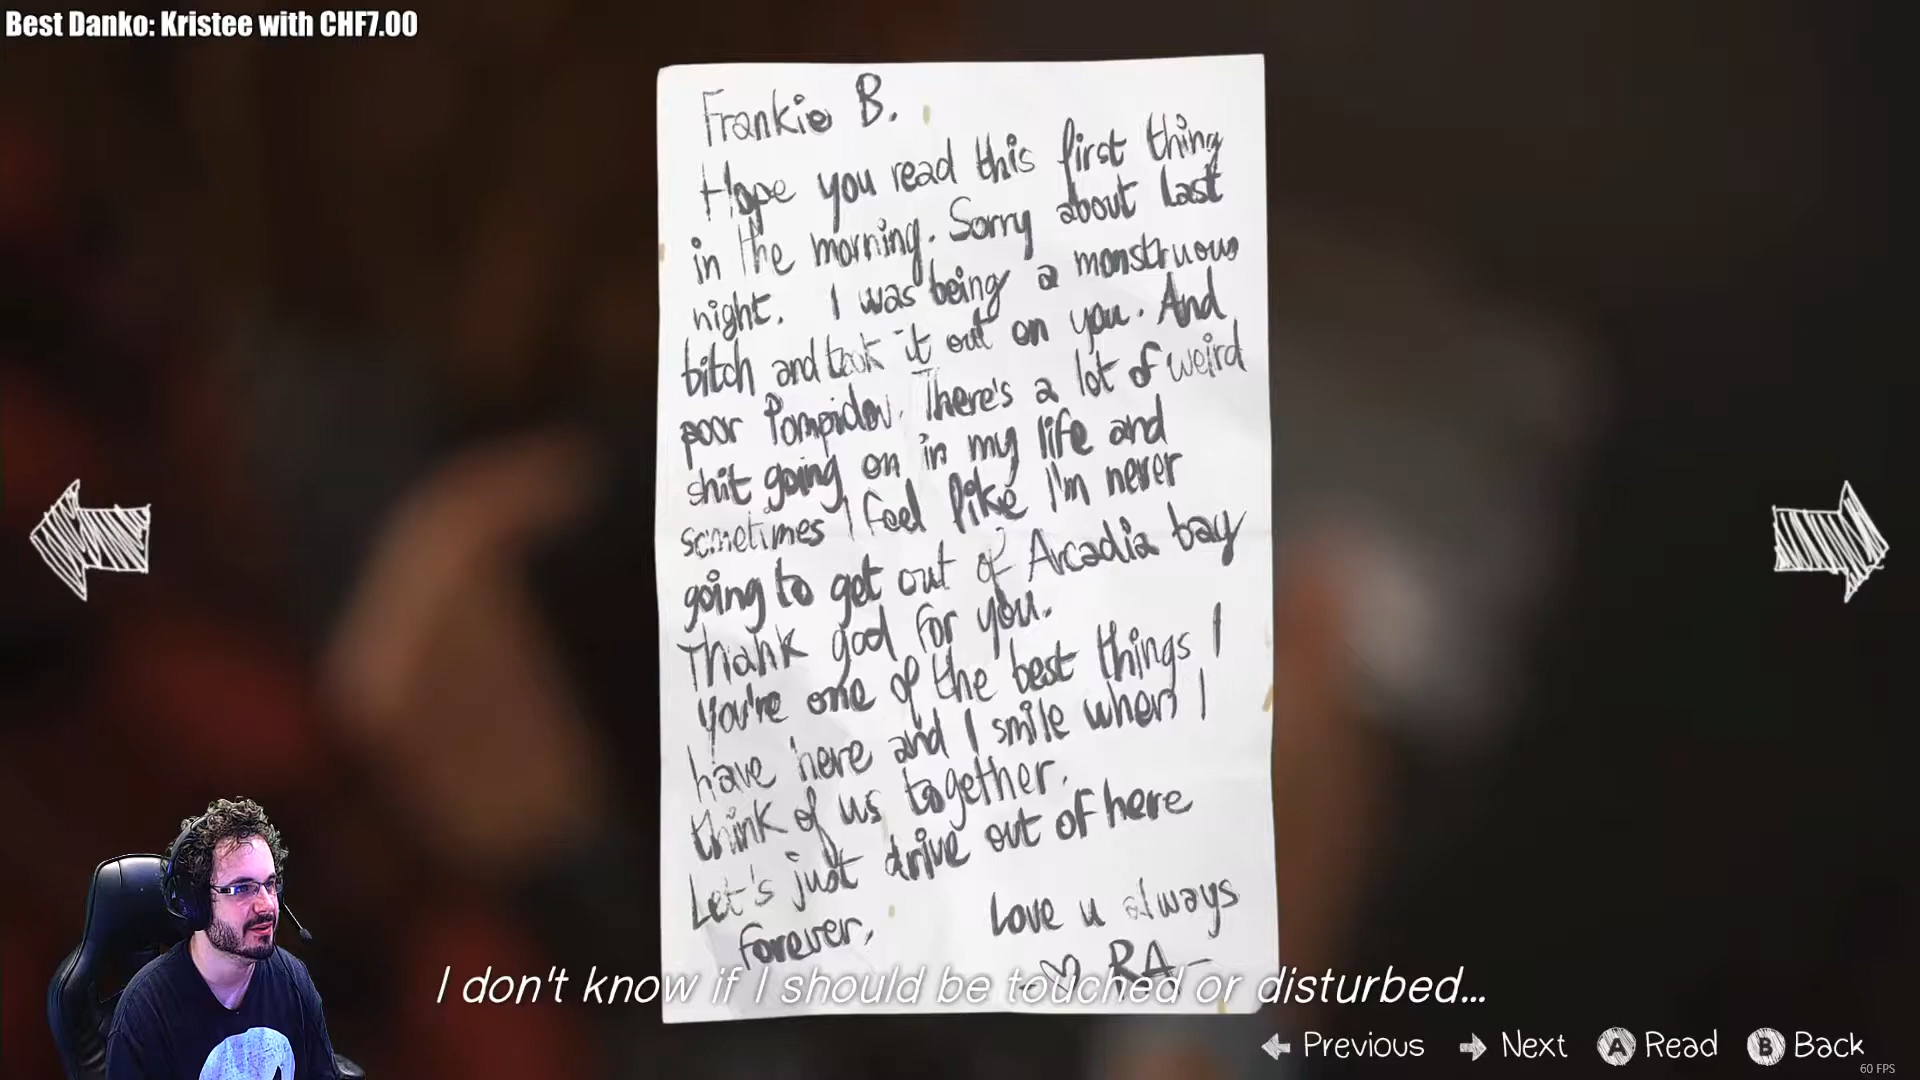 Best Danko: Kristee with CHF7.00
Frankie B.
Hope you read this first thing
in the morning. Sorry about last
night. I was being a monstruous
bitch and took it out on you. And
poor Pompidou. There's a lot of weird
shit going on in my life and
sometimes I feel like I'm never
going to get out of Arcadia bay
Thank god for you.
You're one of the best things I
have here and I smile when I
think of us together.
Let's just drive out of here
forever,
Love u always
- ♡ RA -
I don't know if I should be touched or disturbed...
Previous Next A Read B Back
60 FPS